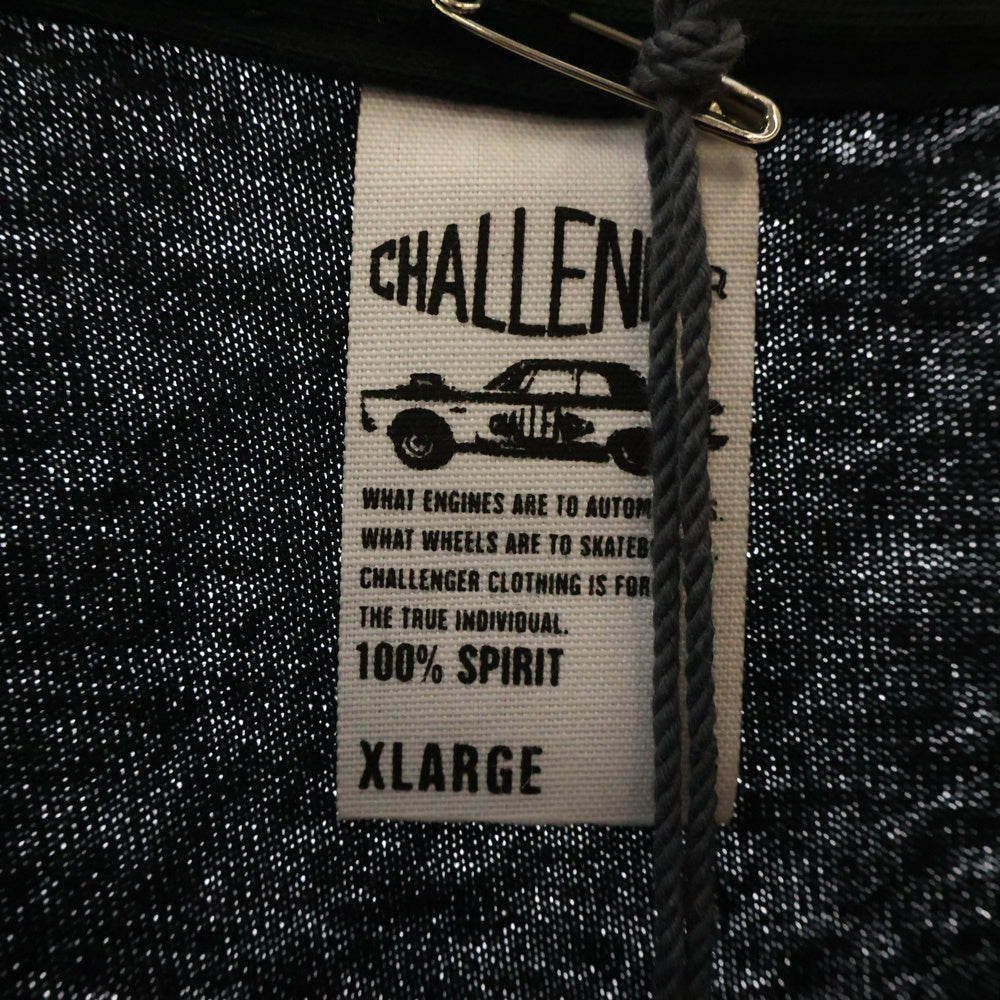 CHALLEN R
ALLEN
WHAT ENGINES ARE TO AUTOM S.
WHAT WHEELS ARE TO SKATEB .
CHALLENGER CLOTHING IS FOR
THE TRUE INDIVIDUAL.
100% SPIRIT
XLARGE